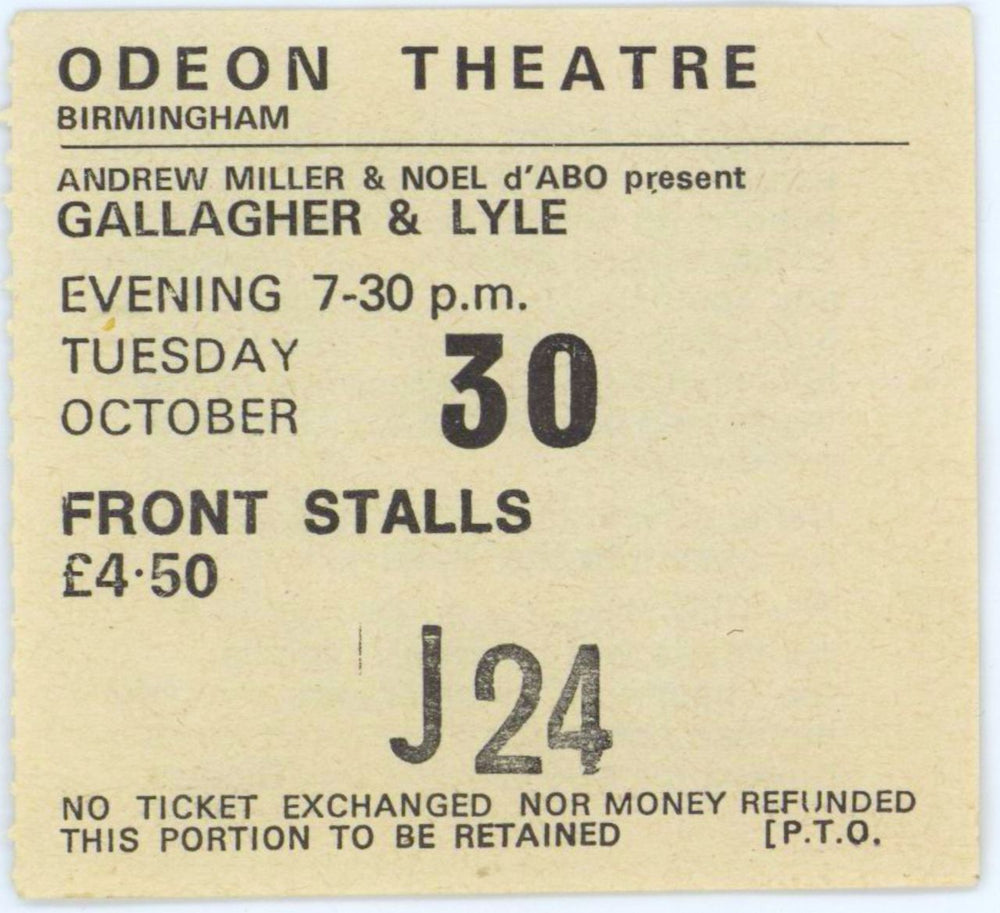 ODEON THEATRE
BIRMINGHAM
ANDREW MILLER & NOEL d'ABO present
GALLAGHER & LYLE
EVENING 7-30 p.m.
TUESDAY
OCTOBER 30
FRONT STALLS
£4·50
J 24
NO TICKET EXCHANGED NOR MONEY REFUNDED
THIS PORTION TO BE RETAINED [P.T.O.